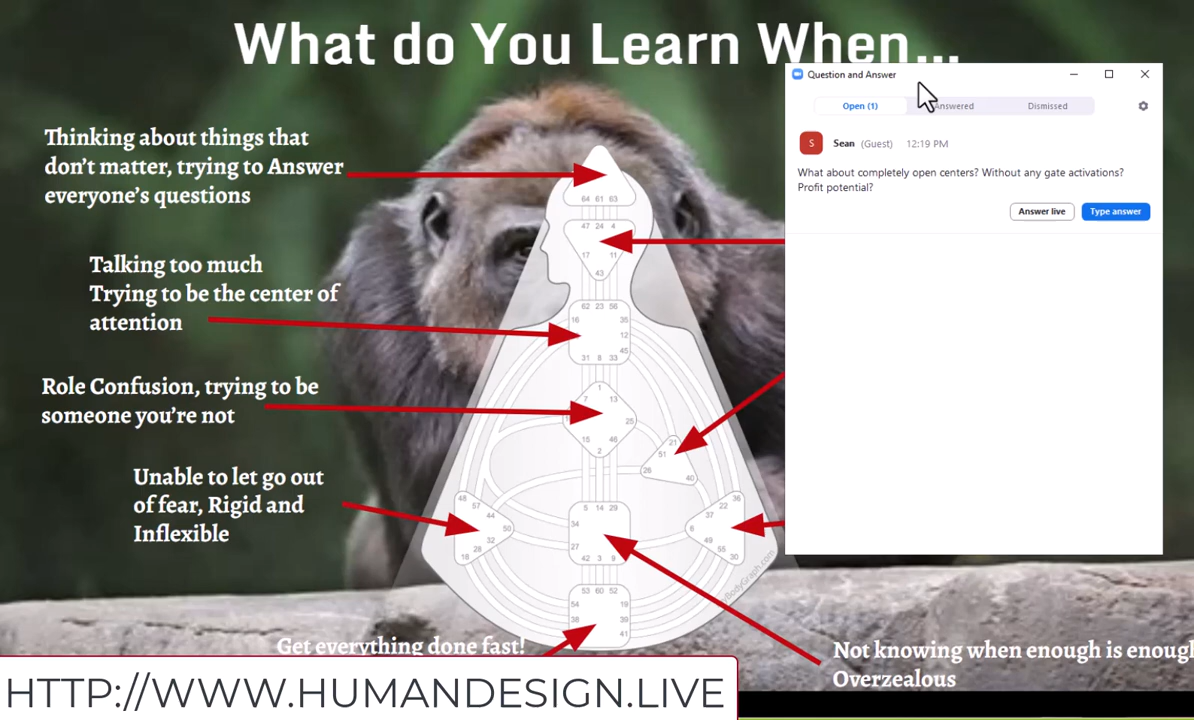 What do You Learn When...
Thinking about things that
don't matter, trying to Answer
everyone's questions
Talking too much
Trying to be the center of
attention
Role Confusion, trying to be
someone you're not
Unable to let go out
of fear, Rigid and
Inflexible
Get everything done fast!
Not knowing when enough is enough
Overzealous
64 61 63
47 24 4
17 11
43
62 23 56
16 35
12
45
31 8 33
1
7 13
25
15 46
2
21
51
26 40
48
57
44
50
32
28
18
5 14 29
34
27
42 3 9
36
22
37
6
49
55
30
53 60 52
54 19
38 39
41
BodyGraph.com
Question and Answer
Open (1) Answered Dismissed
S Sean (Guest) 12:19 PM
What about completely open centers? Without any gate activations?
Profit potential?
Answer live Type answer
HTTP://WWW.HUMANDESIGN.LIVE